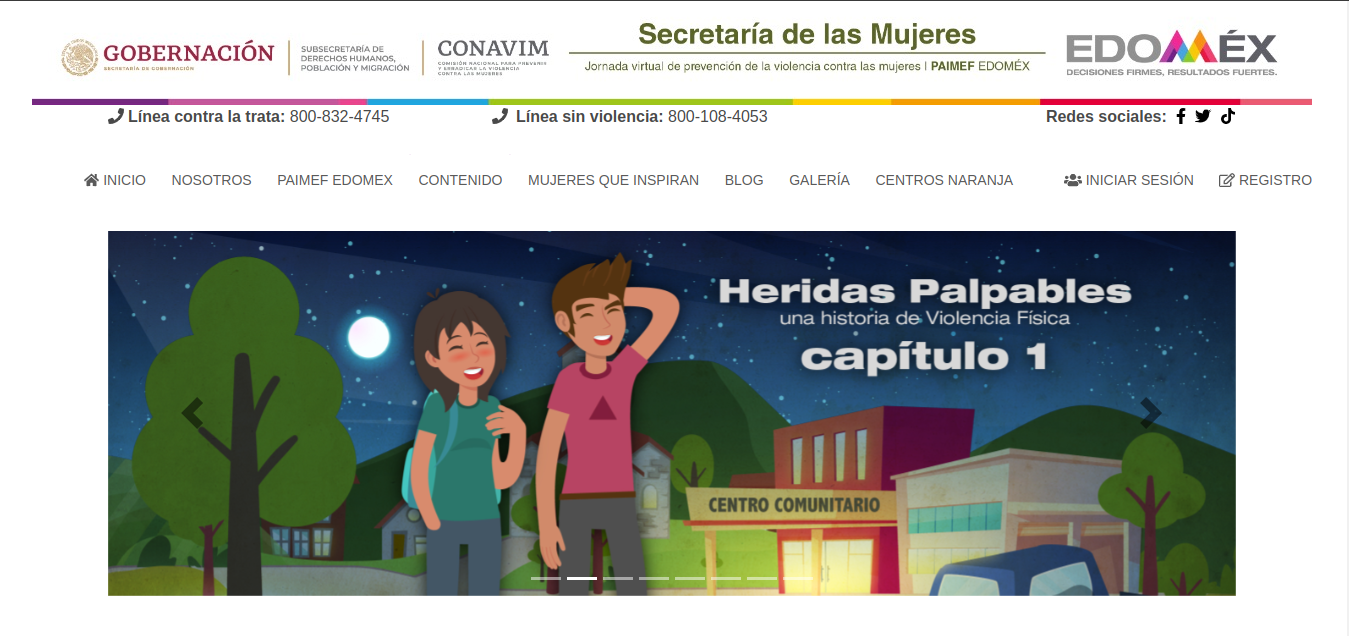 GOBERNACIÓN
SECRETARÍA DE GOBERNACIÓN
SUBSECRETARÍA DE
DERECHOS HUMANOS,
POBLACIÓN Y MIGRACIÓN
CONAVIM
COMISIÓN NACIONAL PARA PREVENIR
Y ERRADICAR LA VIOLENCIA
CONTRA LAS MUJERES
Secretaría de las Mujeres
Jornada virtual de prevención de la violencia contra las mujeres | PAIMEF EDOMÉX
EDOMÉX
DECISIONES FIRMES, RESULTADOS FUERTES.
Línea contra la trata: 800-832-4745
Línea sin violencia: 800-108-4053
Redes sociales:
INICIO NOSOTROS PAIMEF EDOMEX CONTENIDO MUJERES QUE INSPIRAN BLOG GALERÍA CENTROS NARANJA INICIAR SESIÓN REGISTRO
Heridas Palpables
una historia de Violencia Física
capítulo 1
CENTRO COMUNITARIO